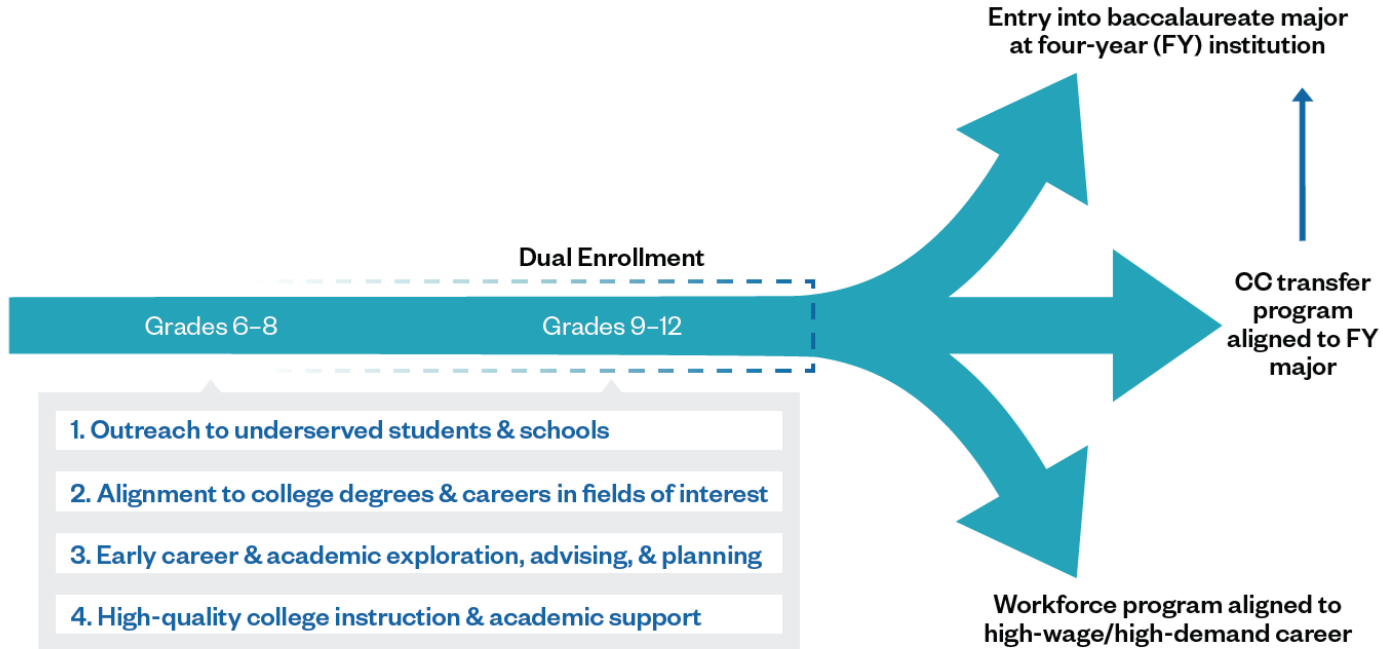 Entry into baccalaureate major
at four-year (FY) institution
Dual Enrollment
Grades 6–8
Grades 9–12
CC transfer
program
aligned to FY
major
1. Outreach to underserved students & schools
2. Alignment to college degrees & careers in fields of interest
3. Early career & academic exploration, advising, & planning
4. High-quality college instruction & academic support
Workforce program aligned to
high-wage/high-demand career